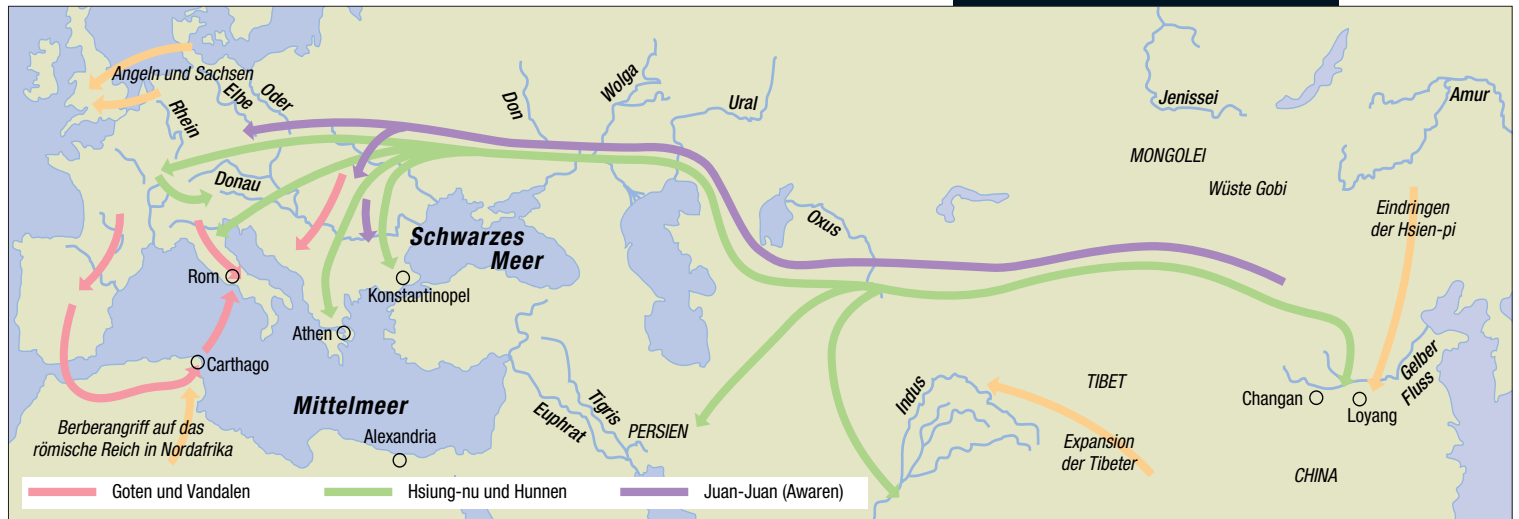 Angeln und Sachsen
Elbe
Oder
Rhein
Donau
Don
Wolga
Ural
Jenissei
Amur
MONGOLEI
Wüste Gobi
Eindringen
der Hsien-pi
Oxus
Schwarzes
Meer
Rom
Konstantinopel
Athen
Carthago
Mittelmeer
Alexandria
Berberangriff auf das
römische Reich in Nordafrika
Tigris
Euphrat
PERSIEN
Indus
TIBET
Expansion
der Tibeter
Changan
Loyang
Gelber
Fluss
CHINA
Goten und Vandalen
Hsiung-nu und Hunnen
Juan-Juan (Awaren)